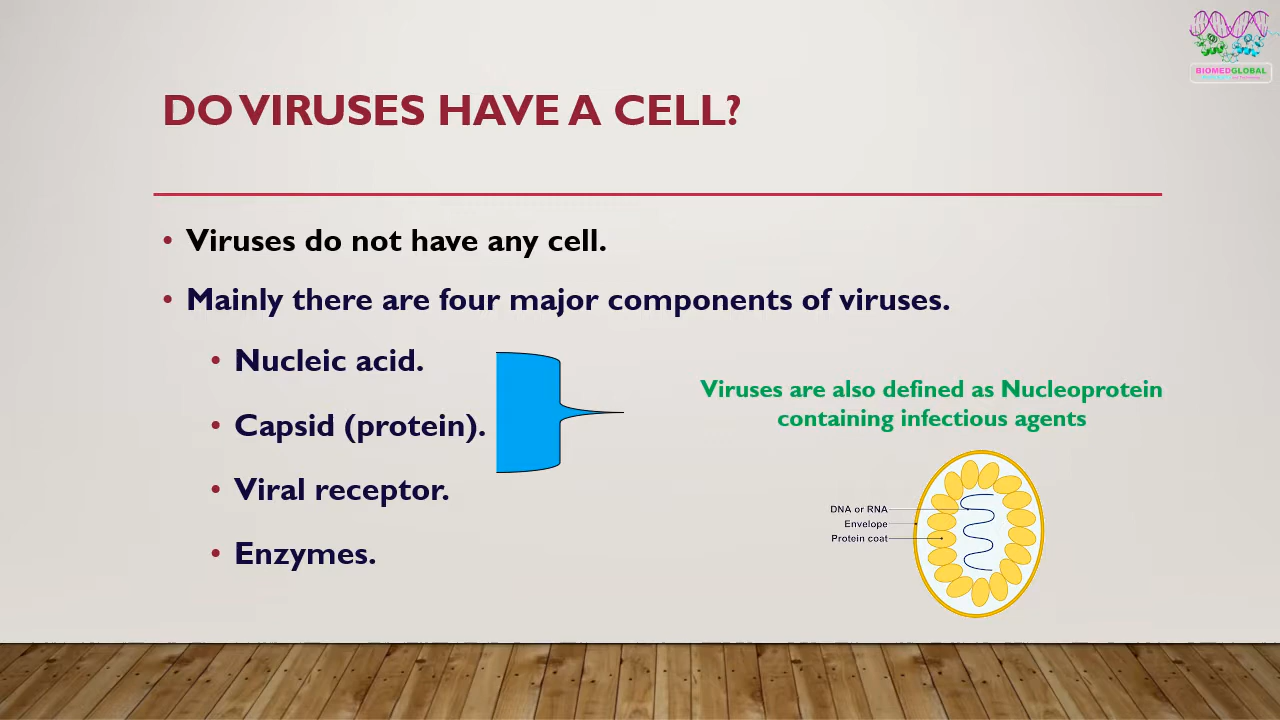 BIOMEDGLOBAL
DO VIRUSES HAVE A CELL?
• Viruses do not have any cell.
• Mainly there are four major components of viruses.
• Nucleic acid.
• Capsid (protein).
• Viral receptor.
• Enzymes.
Viruses are also defined as Nucleoprotein
containing infectious agents
DNA or RNA
Envelope
Protein coat